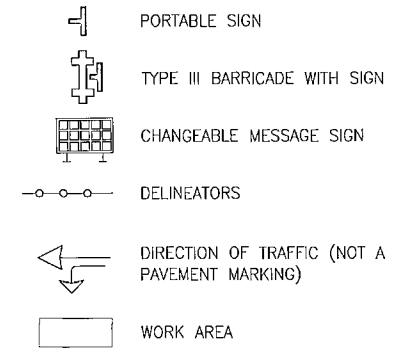 PORTABLE SIGN
TYPE III BARRICADE WITH SIGN
CHANGEABLE MESSAGE SIGN
DELINEATORS
DIRECTION OF TRAFFIC (NOT A
PAVEMENT MARKING)
WORK AREA